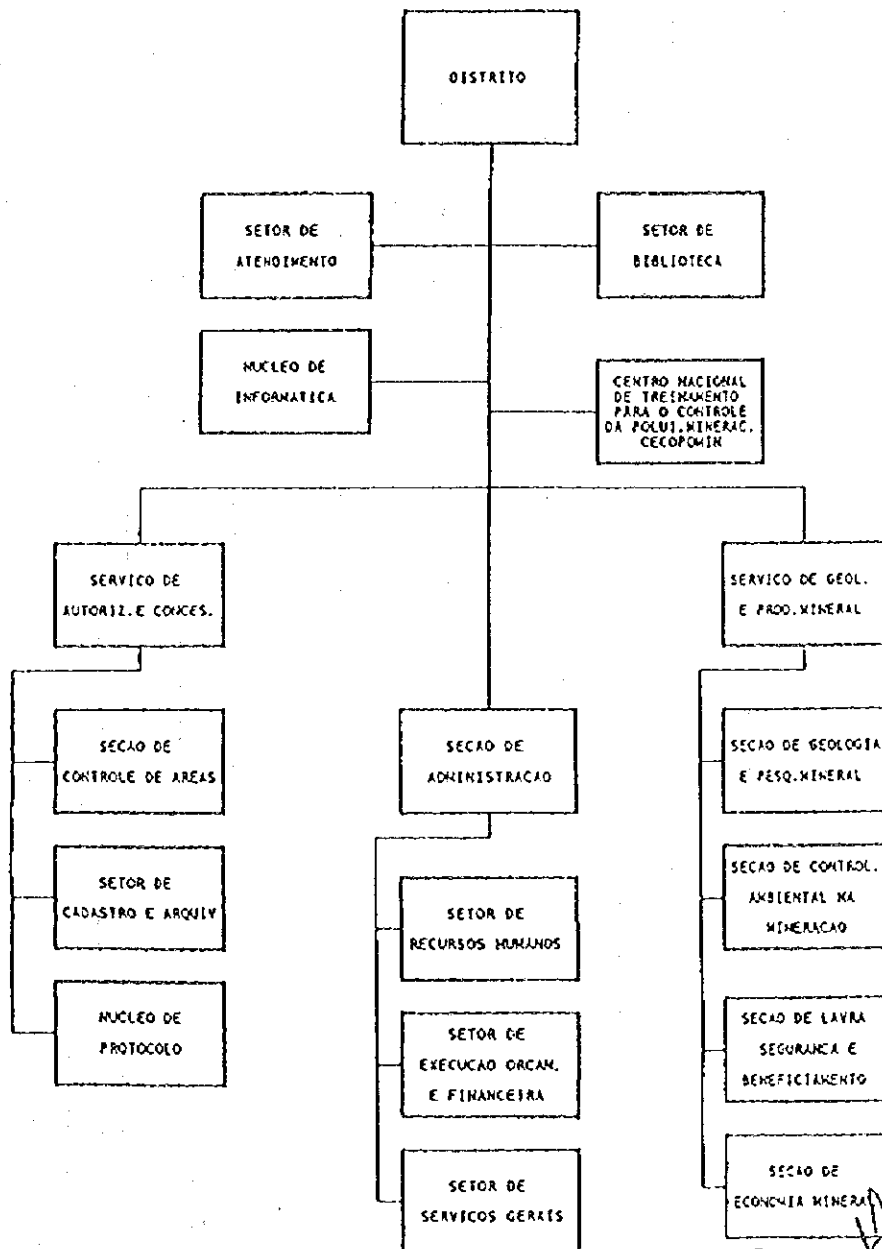 DISTRITO
SETOR DE
ATENDIMENTO
SETOR DE
BIBLIOTECA
NUCLEO DE
INFORMATICA
CENTRO NACIONAL
DE TREINAMENTO
PARA O CONTROLE
DA POLUI.MINERAC.
CECOPOMIN
SERVICO DE
AUTORIZ.E CONCES.
SERVICO DE GEOL.
E PROD.MINERAL
SECAO DE
CONTROLE DE AREAS
SECAO DE
ADMINISTRACAO
SECAO DE GEOLOGIA
E PESQ.MINERAL
SETOR DE
CADASTRO E ARQUIV
SETOR DE
RECURSOS HUMANOS
SECAO DE CONTROL.
AMBIENTAL NA
MINERACAO
NUCLEO DE
PROTOCOLO
SETOR DE
EXECUCAO ORCAM.
E FINANCEIRA
SECAO DE LAVRA
SEGURANCA E
BENEFICIAMENTO
SETOR DE
SERVICOS GERAIS
SECAO DE
ECONOMIA MINERAL